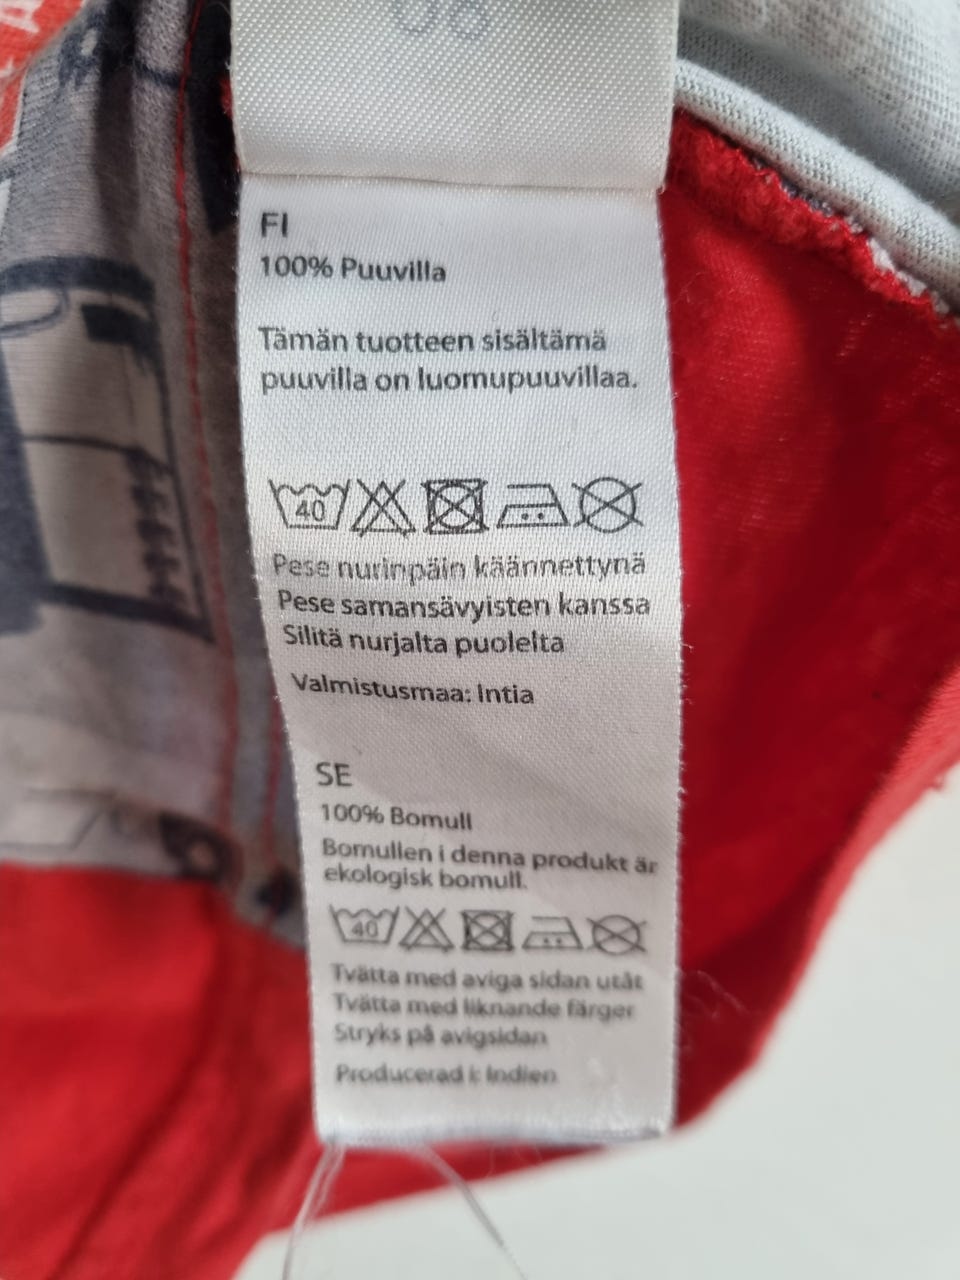 FI
100% Puuvilla
Tämän tuotteen sisältämä
puuvilla on luomupuuvillaa.
40
Pese nurinpäin käännettynä
Pese samansävyisten kanssa
Silitä nurjalta puolelta
Valmistusmaa: Intia
SE
100% Bomull
Bomullen i denna produkt är
ekologisk bomull.
40
Tvätta med aviga sidan utåt
Tvätta med liknande färger
Stryks på avigsidan
Producerad i: Indien